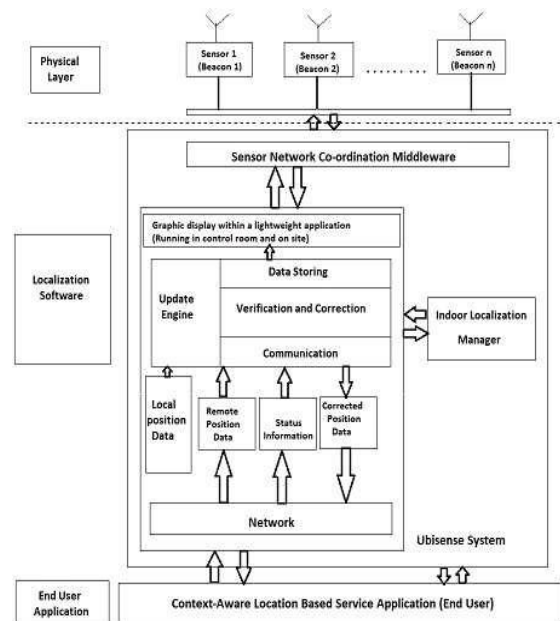 Physical
Layer
Sensor 1
(Beacon 1)
Sensor 2
(Beacon 2)
........
Sensor n
(Beacon n)
Sensor Network Co-ordination Middleware
Localization
Software
Graphic display within a lightweight application
(Running in control room and on site)
Update
Engine
Data Storing
Verification and Correction
Communication
Indoor Localization
Manager
Local
position
Data
Remote
Position
Data
Status
Information
Corrected
Position
Data
Network
Ubisense System
End User
Application
Context-Aware Location Based Service Application (End User)